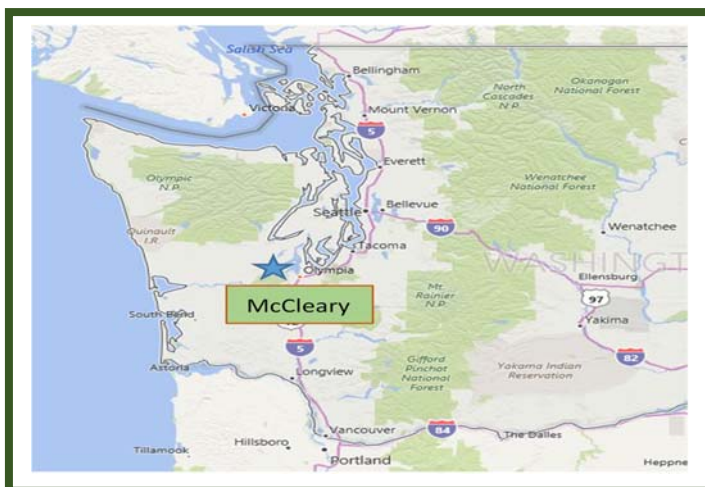 Salish Sea
Bellingham
Victoria
North
Cascades
N.P.
Okanogan
National Forest
Mount Vernon
5
Everett
Olympic
N.P.
Wenatchee
National Forest
Seattle
Bellevue
90
Wenatchee
Quinault
I.R.
Tacoma
WASHINGT
Olympia
Ellensburg
McCleary
Mt.
Rainier
N.P.
97
South Bend
Yakima
5
82
Gifford
Pinchot
National
Forest
Yakama Indian
Reservation
Astoria
Longview
Vancouver
84
The Dalles
Tillamook
Hillsboro
Portland
Heppne